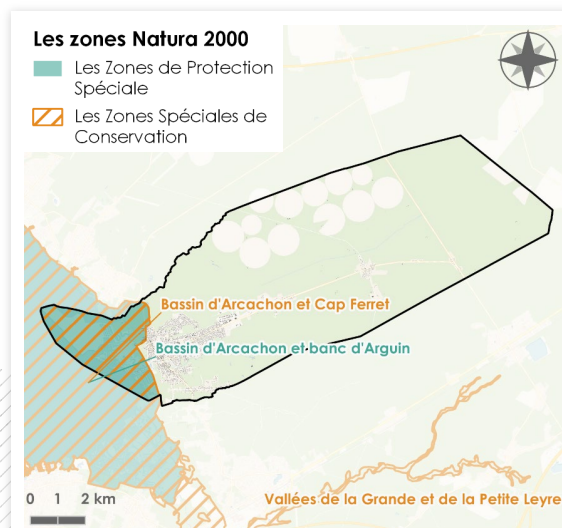 Les zones Natura 2000
Les Zones de Protection
Spéciale
Les Zones Spéciales de
Conservation
Bassin d'Arcachon et Cap Ferret
Bassin d'Arcachon et banc d'Arguin
Vallées de la Grande et de la Petite Leyre
0 1 2 km